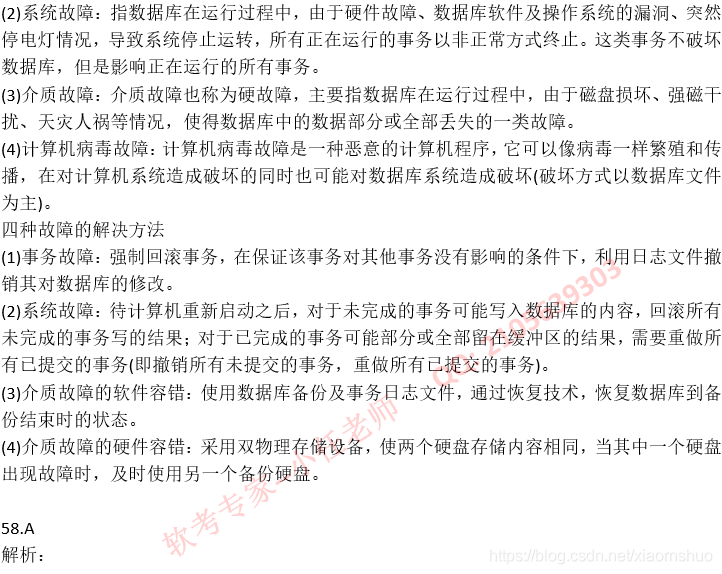 (2)系统故障：指数据库在运行过程中，由于硬件故障、数据库软件及操作系统的漏洞、突然
停电灯情况，导致系统停止运转，所有正在运行的事务以非正常方式终止。这类事务不破坏
数据库，但是影响正在运行的所有事务。
(3)介质故障：介质故障也称为硬故障，主要指数据库在运行过程中，由于磁盘损坏、强磁干
扰、天灾人祸等情况，使得数据库中的数据部分或全部丢失的一类故障。
(4)计算机病毒故障：计算机病毒故障是一种恶意的计算机程序，它可以像病毒一样繁殖和传
播，在对计算机系统造成破坏的同时也可能对数据库系统造成破坏(破坏方式以数据库文件
为主)。
四种故障的解决方法
(1)事务故障：强制回滚事务，在保证该事务对其他事务没有影响的条件下，利用日志文件撤
销其对数据库的修改。
(2)系统故障：待计算机重新启动之后，对于未完成的事务可能写入数据库的内容，回滚所有
未完成的事务写的结果；对于已完成的事务可能部分或全部留在缓冲区的结果，需要重做所
有已提交的事务(即撤销所有未提交的事务，重做所有已提交的事务)。
(3)介质故障的软件容错：使用数据库备份及事务日志文件，通过恢复技术，恢复数据库到备
份结束时的状态。
(4)介质故障的硬件容错：采用双物理存储设备，使两个硬盘存储内容相同，当其中一个硬盘
出现故障时，及时使用另一个备份硬盘。
软考专家-小任老师 QQ: 2105639303
58.A
解析：
https://blog.csdn.net/xiaomshuo